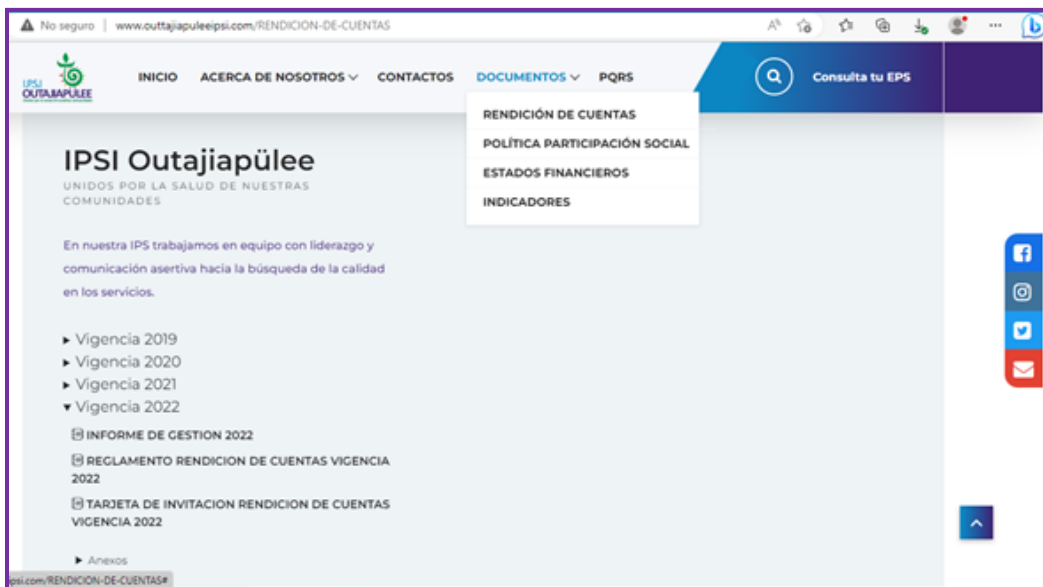 No seguro | www.outtajiapuleeipsi.com/RENDICION-DE-CUENTAS
IPSI
OUTAJIAPULEE
INICIO ACERCA DE NOSOTROS CONTACTOS DOCUMENTOS PQRS
Consulta tu EPS
RENDICIÓN DE CUENTAS
POLÍTICA PARTICIPACIÓN SOCIAL
ESTADOS FINANCIEROS
INDICADORES
IPSI Outajiapülee
UNIDOS POR LA SALUD DE NUESTRAS
COMUNIDADES
En nuestra IPS trabajamos en equipo con liderazgo y
comunicación asertiva hacia la búsqueda de la calidad
en los servicios.
Vigencia 2019
Vigencia 2020
Vigencia 2021
Vigencia 2022
INFORME DE GESTION 2022
REGLAMENTO RENDICION DE CUENTAS VIGENCIA
2022
TARJETA DE INVITACION RENDICION DE CUENTAS
VIGENCIA 2022
Anexos
ipsi.com/RENDICION-DE-CUENTAS#